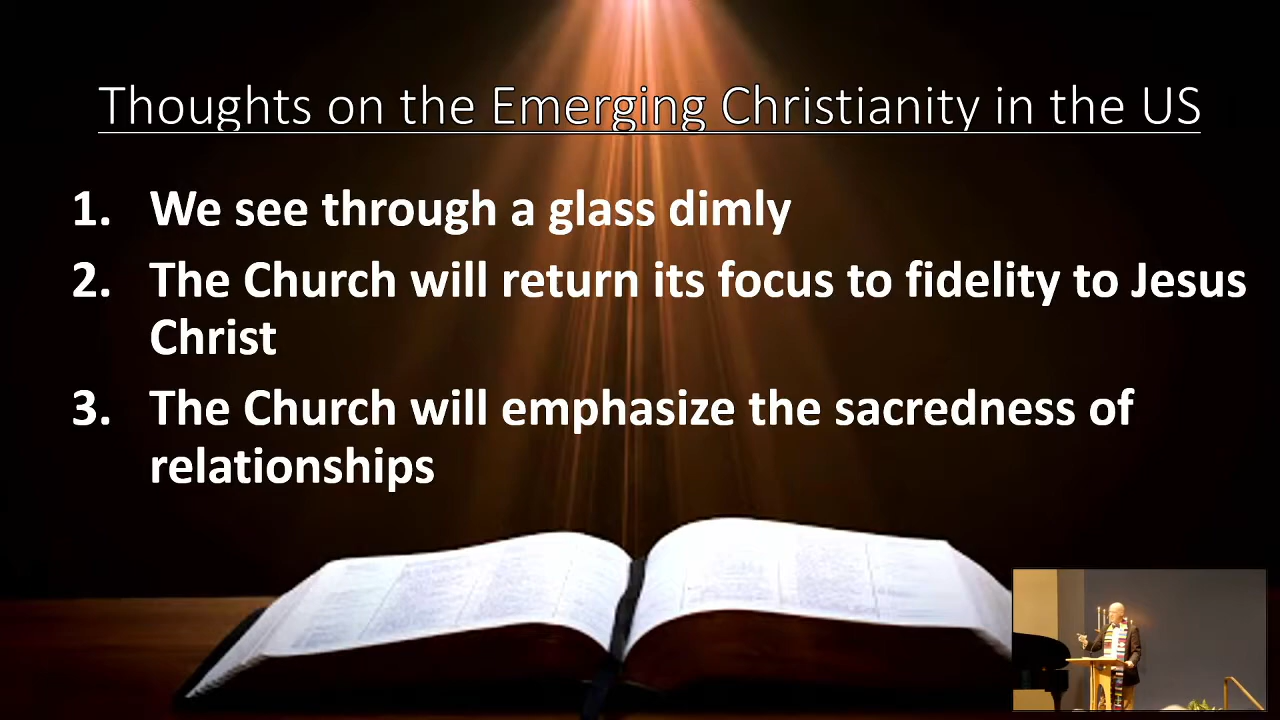 Thoughts on the Emerging Christianity in the US
1. We see through a glass dimly
2. The Church will return its focus to fidelity to Jesus
Christ
3. The Church will emphasize the sacredness of
relationships